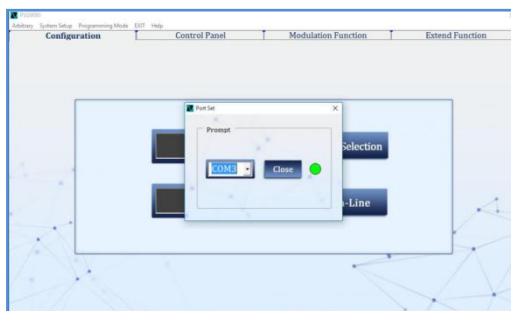 PSG9080
Arbitrary System Setup Programming Mode EXIT Help
Configuration Control Panel Modulation Function Extend Function
Port Set
Prompt
COM3 Close
Selection
-Line